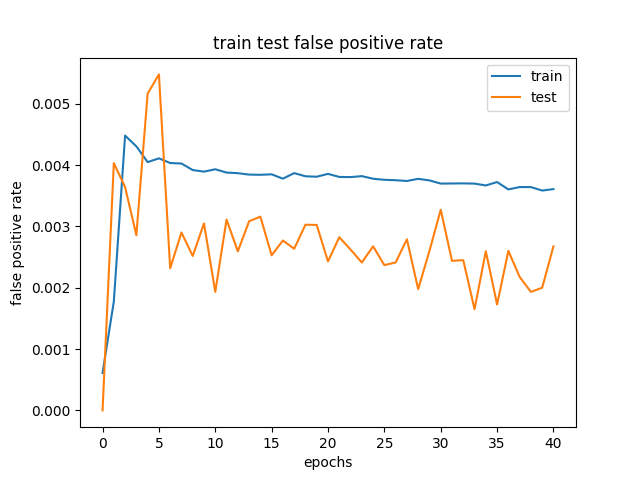 train test false positive rate
train
test
0.005
0.004
0.003
0.002
0.001
0.000
false positive rate
0 5 10 15 20 25 30 35 40
epochs